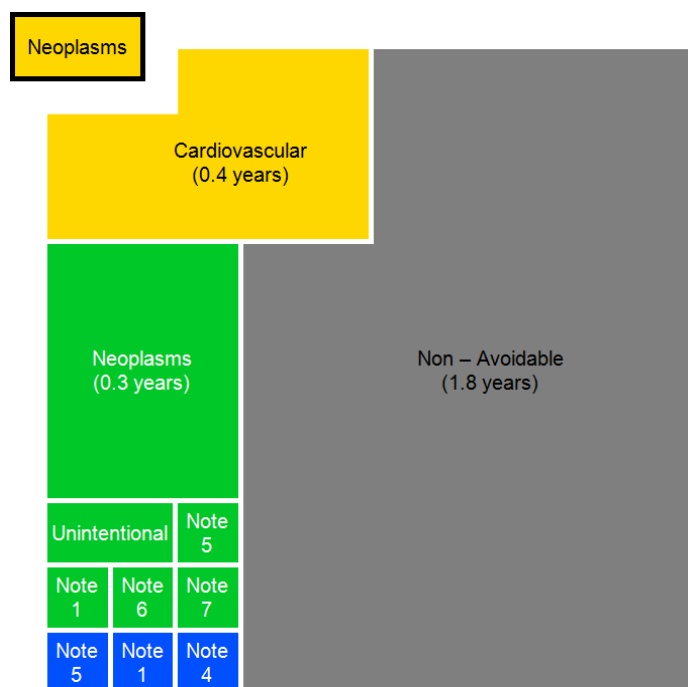 Neoplasms
Cardiovascular
(0.4 years)
Neoplasms
(0.3 years)
Non – Avoidable
(1.8 years)
Unintentional
Note
5
Note
1
Note
6
Note
7
Note
5
Note
1
Note
4